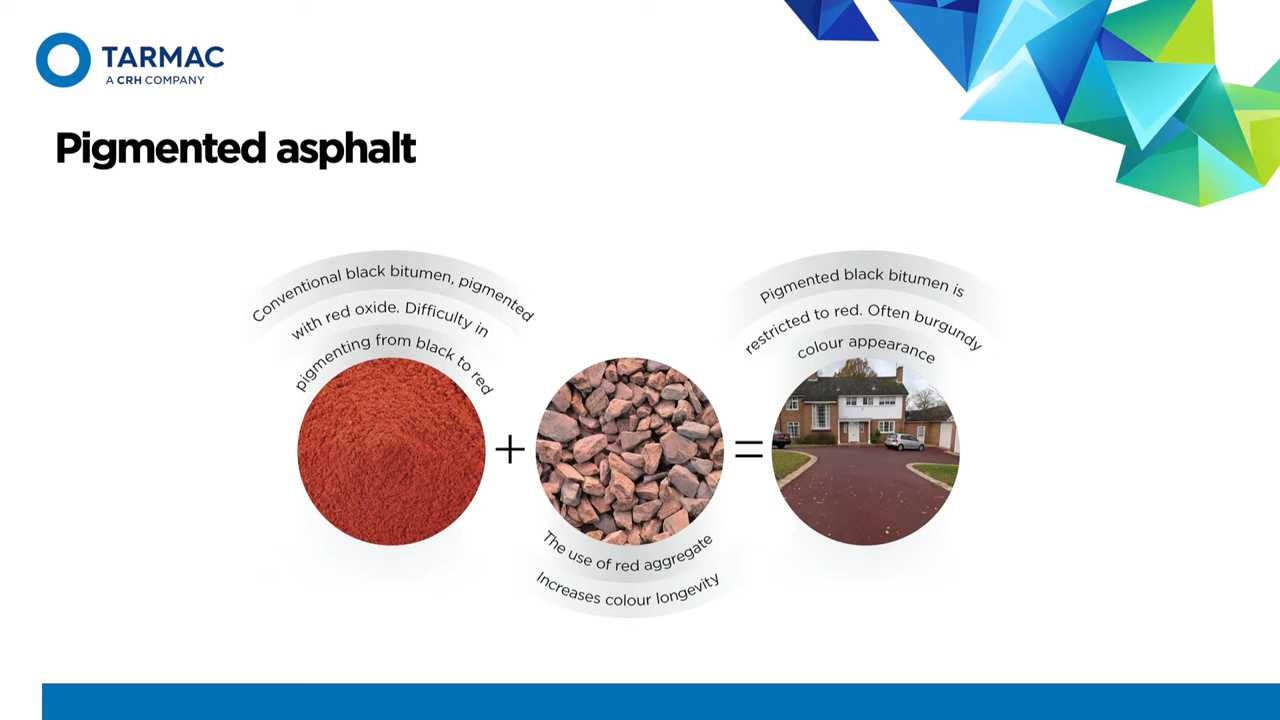 TARMAC
A CRH COMPANY
Pigmented asphalt
Conventional black bitumen, pigmented
with red oxide. Difficulty in
pigmenting from black to red
+
The use of red aggregate
Increases colour longevity
=
Pigmented black bitumen is
restricted to red. Often burgundy
colour appearance